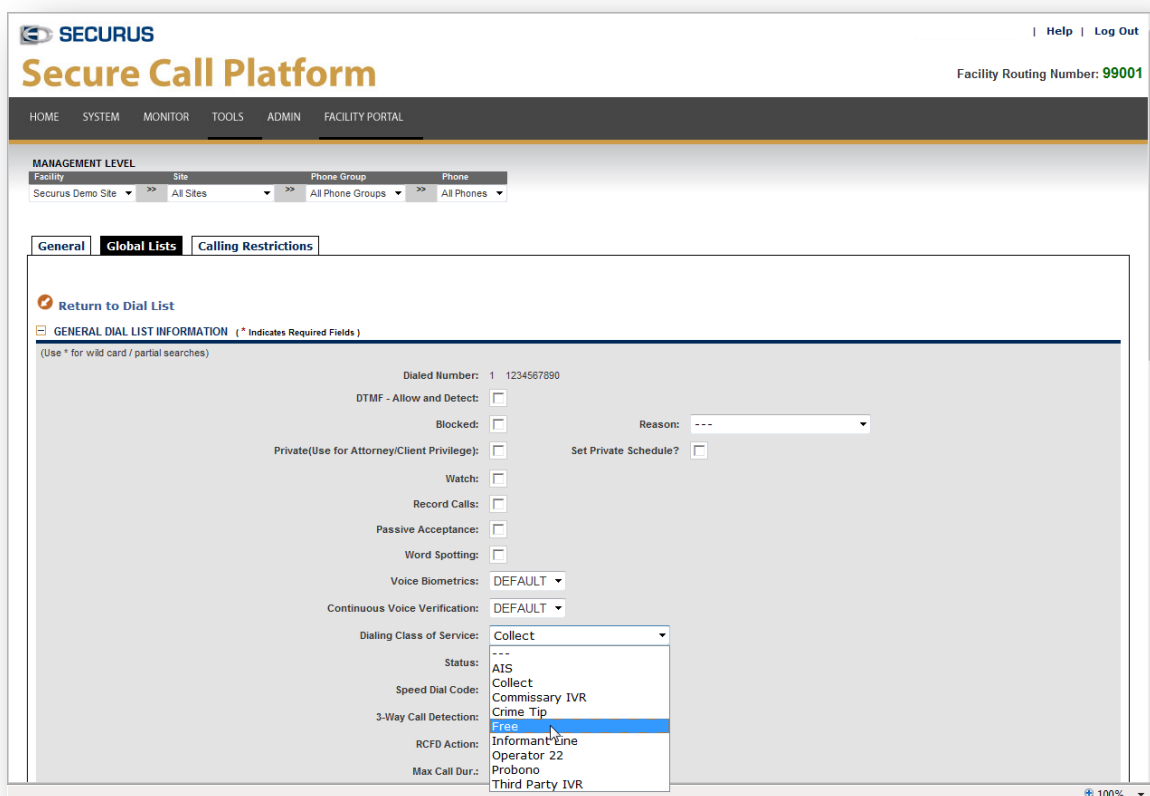 SECURUS
| Help | Log Out
Secure Call Platform
Facility Routing Number: 99001
HOME SYSTEM MONITOR TOOLS ADMIN FACILITY PORTAL
MANAGEMENT LEVEL
Facility Site Phone Group Phone
Securus Demo Site >> All Sites >> All Phone Groups >> All Phones
General Global Lists Calling Restrictions
Return to Dial List
GENERAL DIAL LIST INFORMATION ( * Indicates Required Fields )
(Use * for wild card / partial searches)
Dialed Number: 1 1234567890
DTMF - Allow and Detect:
Blocked: Reason: ---
Private(Use for Attorney/Client Privilege): Set Private Schedule?
Watch:
Record Calls:
Passive Acceptance:
Word Spotting:
Voice Biometrics: DEFAULT
Continuous Voice Verification: DEFAULT
Dialing Class of Service: Collect
---
Status:
AIS
Collect
Speed Dial Code:
Commissary IVR
Crime Tip
3-Way Call Detection:
Free
Informant Line
RCFD Action:
Operator 22
Probono
Max Call Dur.:
Third Party IVR
100%